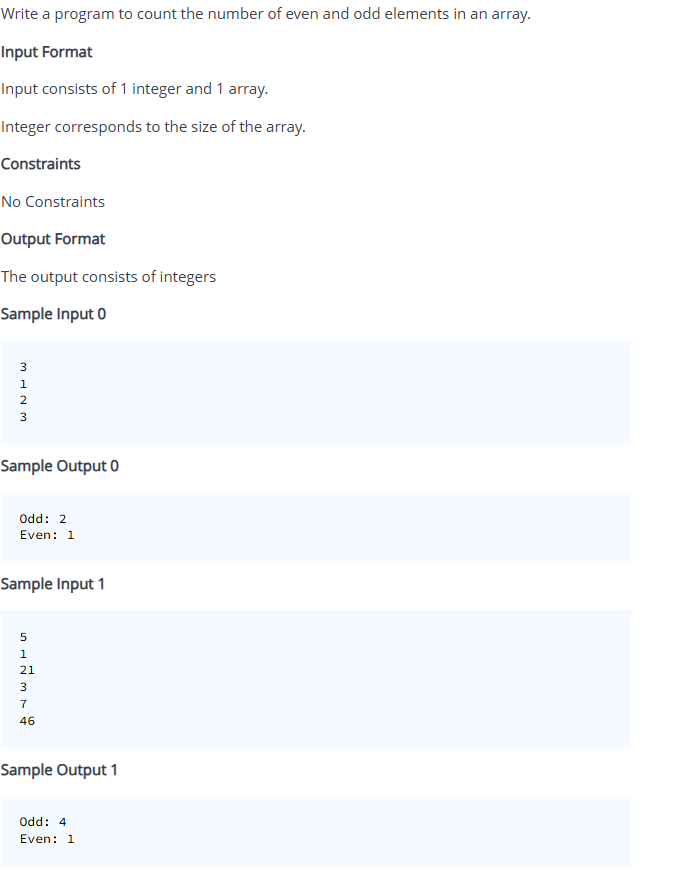 Write a program to count the number of even and odd elements in an array.
Input Format
Input consists of 1 integer and 1 array.
Integer corresponds to the size of the array.
Constraints
No Constraints
Output Format
The output consists of integers
Sample Input 0
3
1
2
3
Sample Output 0
Odd: 2
Even: 1
Sample Input 1
5
1
21
3
7
46
Sample Output 1
Odd: 4
Even: 1